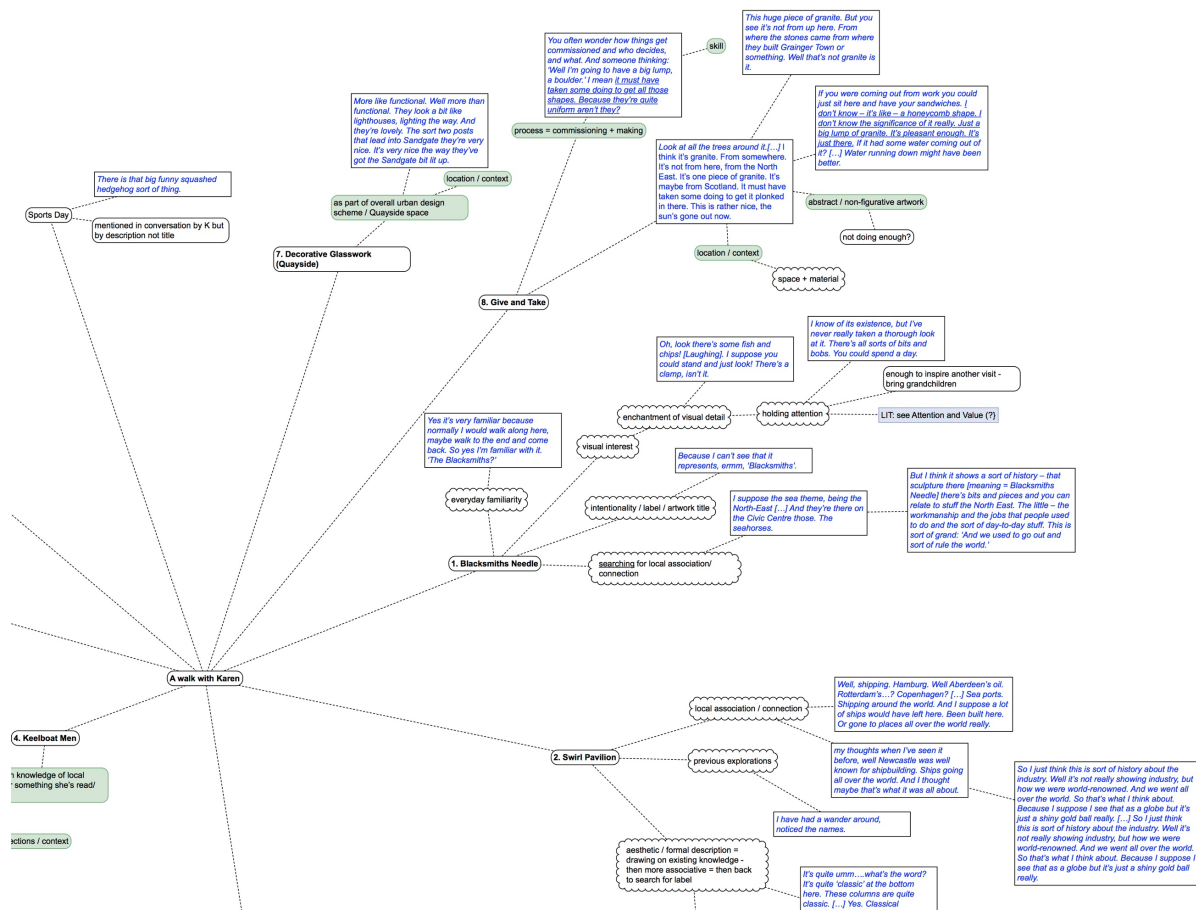 This huge piece of granite. But you
see it's not from up here. From
where the stones came from where
they built Grainger Town or
something. Well that's not granite is
it.
You often wonder how things get
commissioned and who decides,
and what. And someone thinking:
'Well I'm going to have a big lump,
a boulder.' I mean it must have
taken some doing to get all those
shapes. Because they're quite
uniform aren't they?
skill
process = commissioning + making
More like functional. Well more than
functional. They look a bit like
lighthouses, lighting the way. And
they're lovely. The sort two posts
that lead into Sandgate they're very
nice. It's very nice the way they've
got the Sandgate bit lit up.
If you were coming out from work you could
just sit here and have your sandwiches. I
don't know – it's like – a honeycomb shape. I
don't know the significance of it really. Just a
big lump of granite. It's pleasant enough. It's
just there. If it had some water coming out of
it? […] Water running down might have been
better.
Look at all the trees around it.[…] I
think it's granite. From somewhere.
It's not from here, from the North
East. It's one piece of granite. It's
maybe from Scotland. It must have
taken some doing to get it plonked
in there. This is rather nice, the
sun's gone out now.
There is that big funny squashed
hedgehog sort of thing.
Sports Day
mentioned in conversation by K but
by description not title
location / context
as part of overall urban design
scheme / Quayside space
7. Decorative Glasswork
(Quayside)
abstract / non-figurative artwork
not doing enough?
location / context
space + material
8. Give and Take
I know of its existence, but I've
never really taken a thorough look
at it. There's all sorts of bits and
bobs. You could spend a day.
Oh, look there's some fish and
chips! [Laughing]. I suppose you
could stand and just look! There's a
clamp, isn't it.
enough to inspire another visit -
bring grandchildren
enchantment of visual detail
holding attention
LIT: see Attention and Value (?}
Yes it's very familiar because
normally I would walk along here,
maybe walk to the end and come
back. So yes I'm familiar with it.
'The Blacksmiths?'
visual interest
Because I can't see that it
represents, ermm, 'Blacksmiths'.
everyday familiarity
intentionality / label / artwork title
I suppose the sea theme, being the
North-East […] And they're there on
the Civic Centre those. The
seahorses.
But I think it shows a sort of history – that
sculpture there [meaning = Blacksmiths
Needle] there's bits and pieces and you can
relate to stuff the North East. The little – the
workmanship and the jobs that people used
to do and the sort of day-to-day stuff. This is
sort of grand: 'And we used to go out and
sort of rule the world.'
1. Blacksmiths Needle
searching for local association/
connection
A walk with Karen
4. Keelboat Men
knowledge of local
something she's read/
ections / context
local association / connection
Well, shipping. Hamburg. Well Aberdeen's oil.
Rotterdam's…? Copenhagen? […] Sea ports.
Shipping around the world. And I suppose a
lot of ships would have left here. Been built here.
Or gone to places all over the world really.
2. Swirl Pavilion
previous explorations
my thoughts when I've seen it
before, well Newcastle was well
known for shipbuilding. Ships going
all over the world. And I thought
maybe that's what it was all about.
I have had a wander around,
noticed the names.
So I just think this is sort of history about the
industry. Well it's not really showing industry, but
how we were world-renowned. And we went all
over the world. So that's what I think about.
Because I suppose I see that as a globe but it's
just a shiny gold ball really. […] So I just think
this is sort of history about the industry. Well it's
not really showing industry, but how we were
world-renowned. And we went all over the world.
So that's what I think about. Because I suppose I
see that as a globe but it's just a shiny gold ball
really.
aesthetic / formal description =
drawing on existing knowledge -
then more associative = then back
to search for label
It's quite umm….what's the word?
It's quite 'classic' at the bottom
here. These columns are quite
classic. […] Yes. Classical